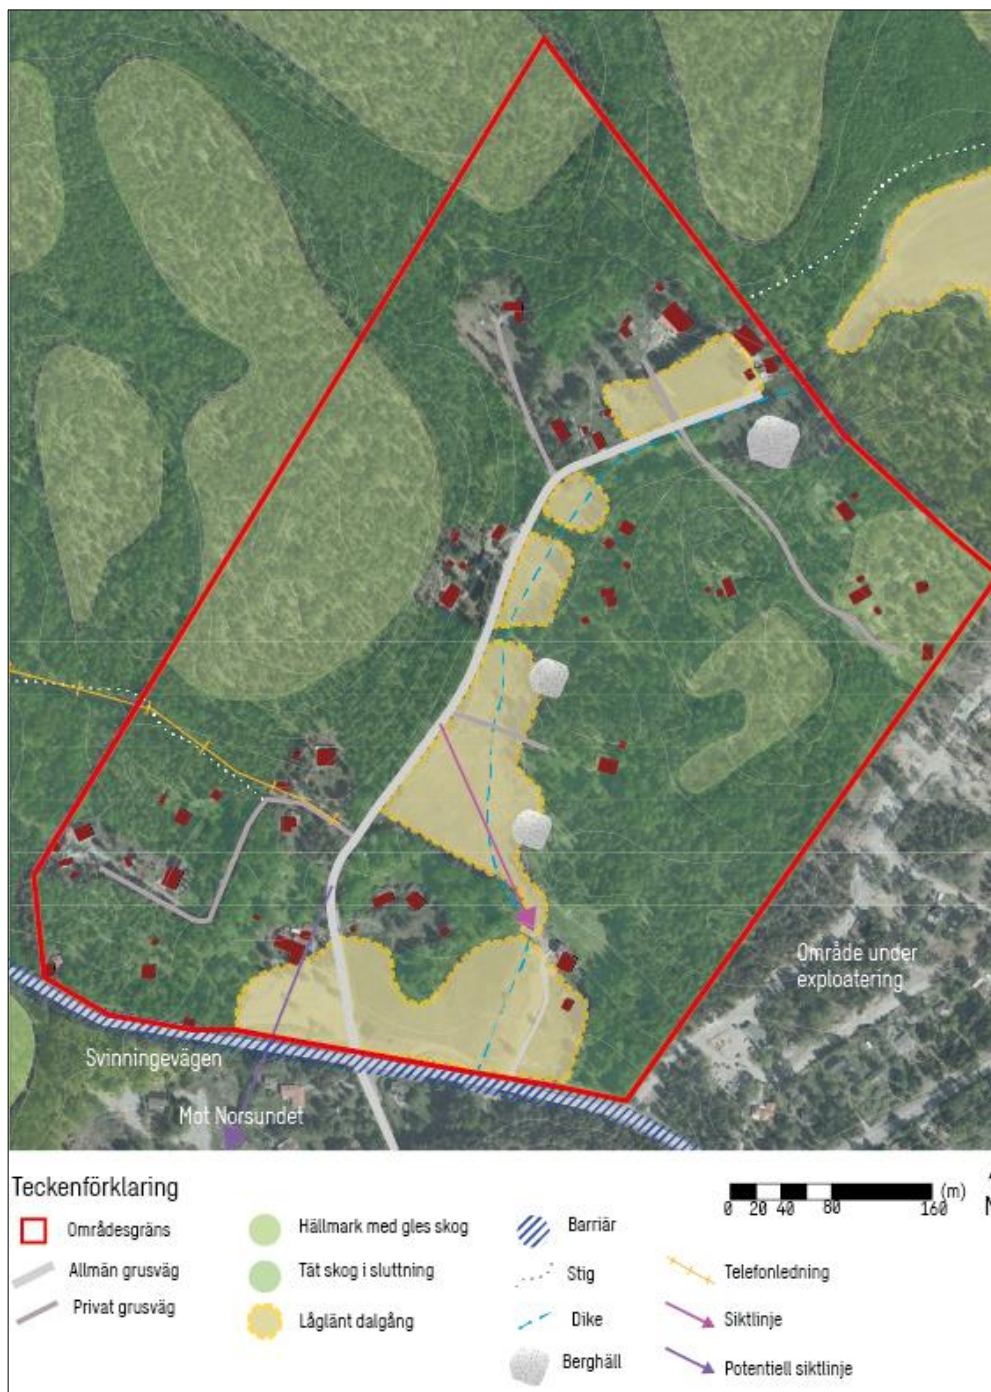 Område under
exploatering
Svinningevägen
Mot Norsundet
Teckenförklaring
Områdesgräns
Allmän grusväg
Privat grusväg
Hällmark med gles skog
Tät skog i sluttning
Låglänt dalgång
Barriär
Stig
Dike
Berghäll
Telefonledning
Siktlinje
Potentiell siktlinje
(m)
0 20 40 80 160